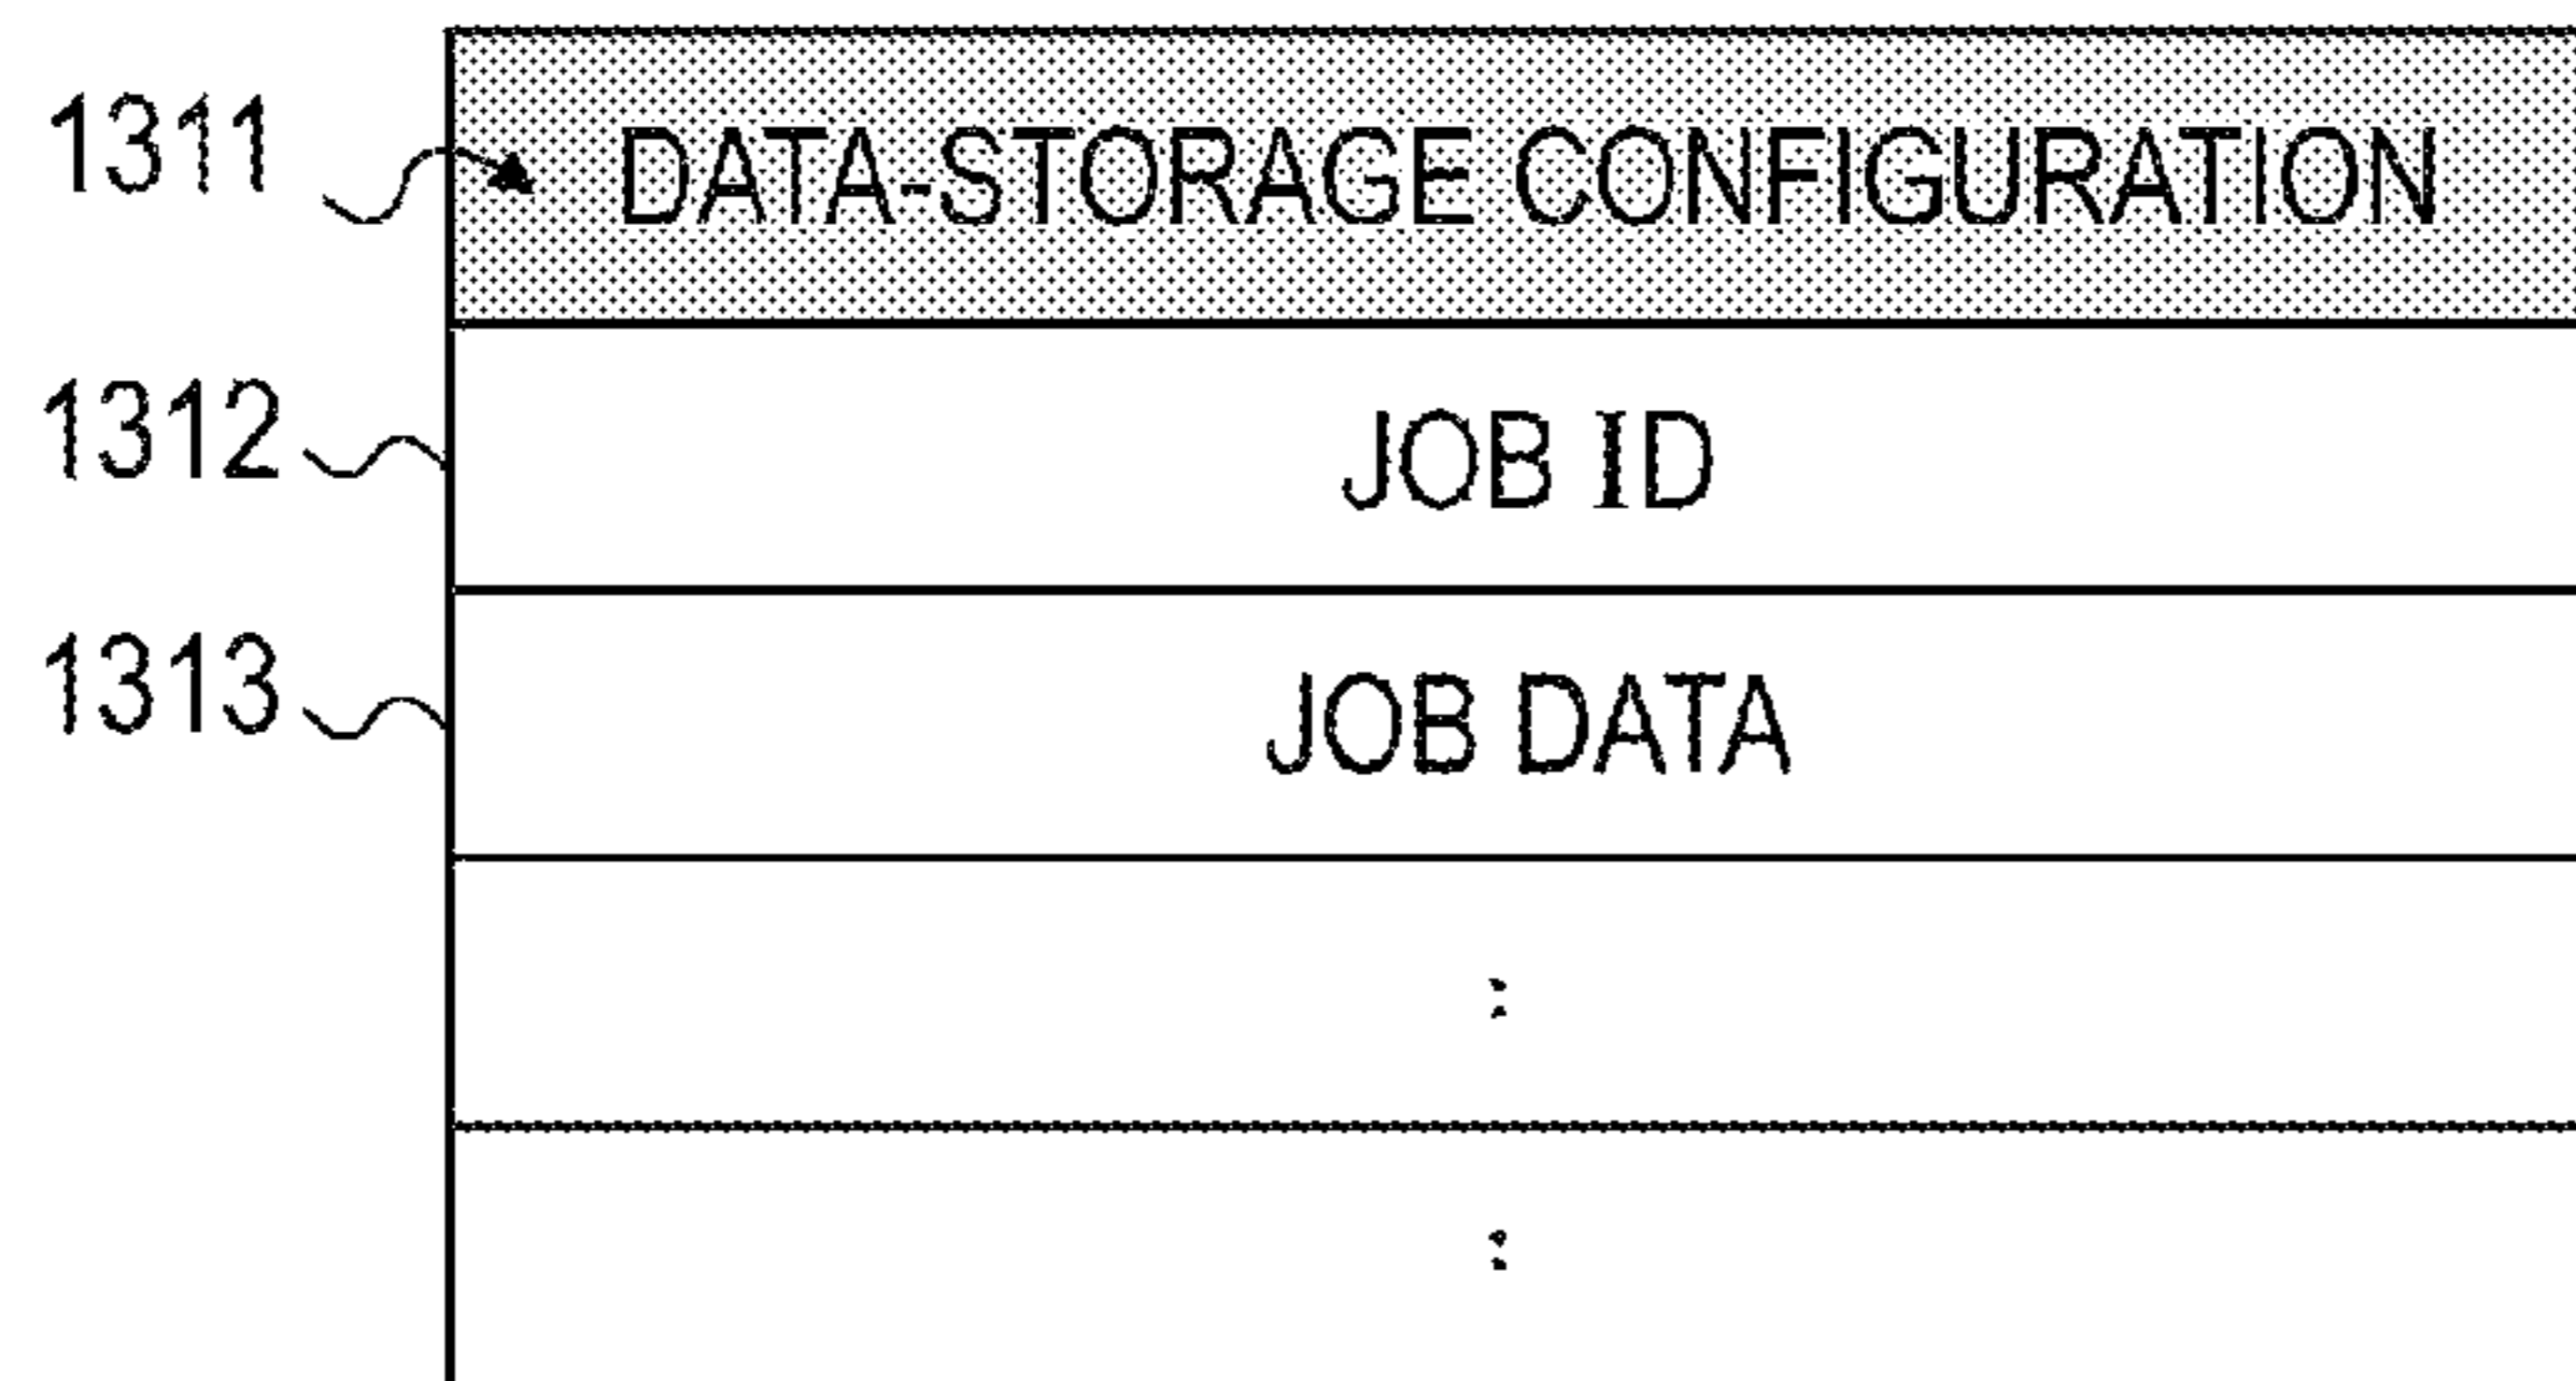 1311 DATA-STORAGE CONFIGURATION
1312 JOB ID
1313 JOB DATA
:
: